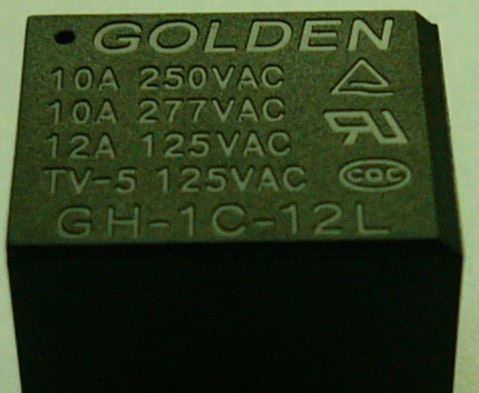 GOLDEN
10A 250VAC
10A 277VAC
12A 125VAC
TV-5 125VAC
CQC
GH-1C-12L